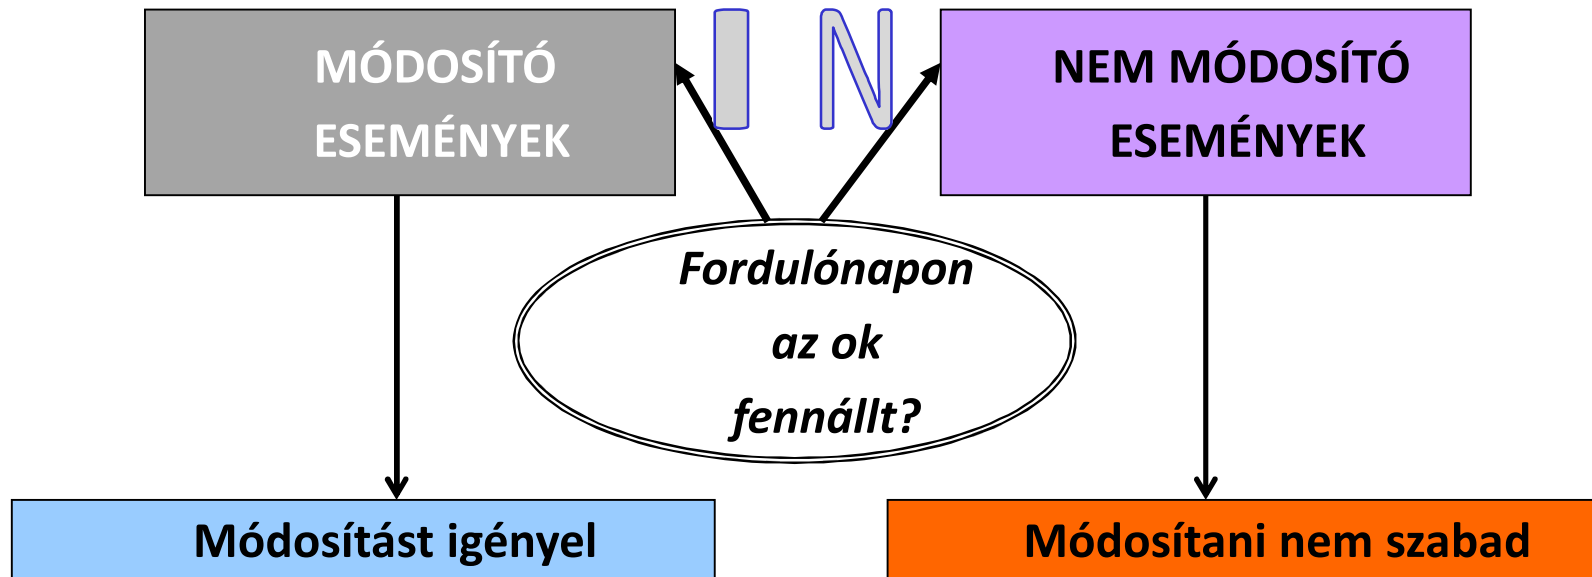 MÓDOSÍTÓ
ESEMÉNYEK
I N
NEM MÓDOSÍTÓ
ESEMÉNYEK
Fordulónapon
az ok
fennállt?
Módosítást igényel
Módosítani nem szabad